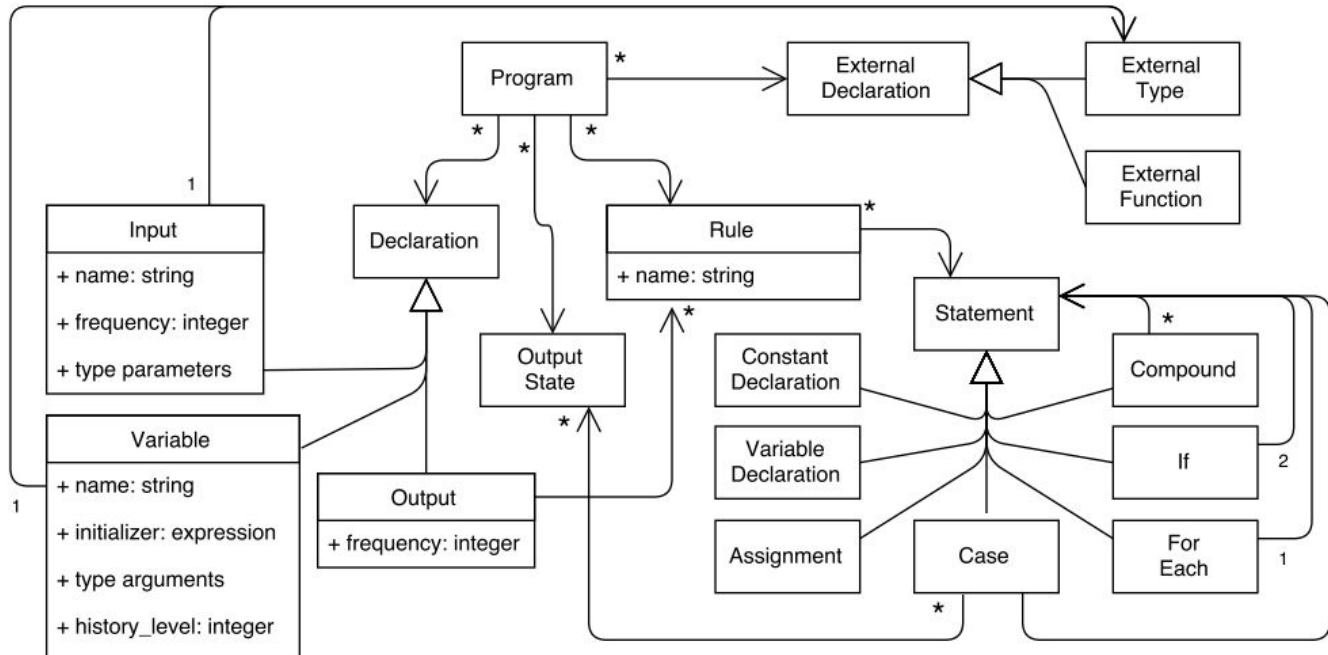 Program
*
External
Declaration
External
Type
*
*
*
External
Function
1
Input
+ name: string
+ frequency: integer
+ type parameters
Declaration
Rule
+ name: string
*
*
Statement
Output
State
*
Constant
Declaration
*
Compound
Variable
+ name: string
+ initializer: expression
+ type arguments
+ history_level: integer
1
Variable
Declaration
If
2
Output
+ frequency: integer
Assignment
Case
*
For
Each
1